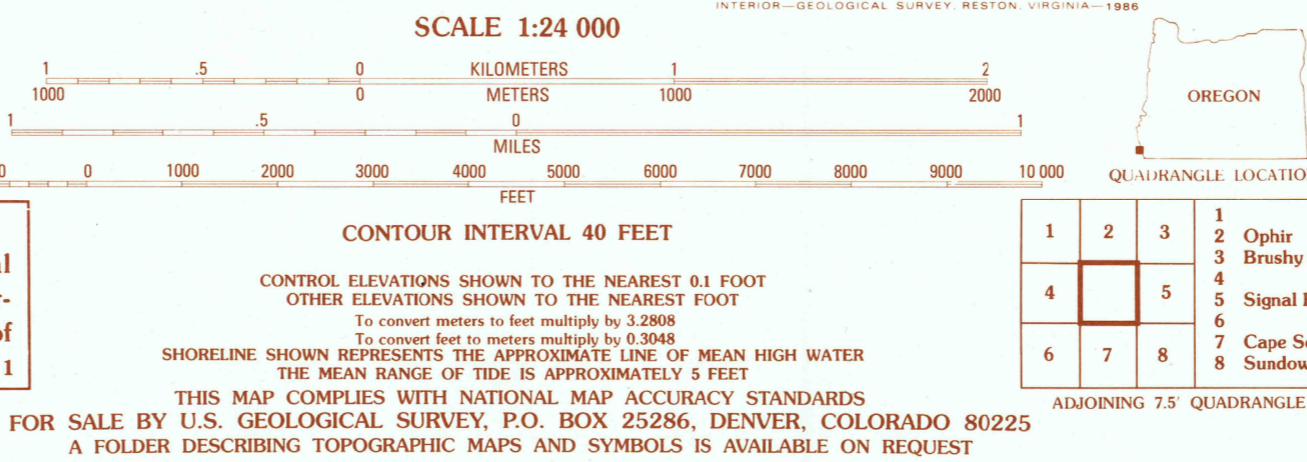 INTERIOR—GEOLOGICAL SURVEY, RESTON, VIRGINIA—1986
SCALE 1:24 000
1 .5 0 KILOMETERS 1 2
1000 0 METERS 1000 2000
1 .5 0 1
MILES
0 1000 2000 3000 4000 5000 6000 7000 8000 9000 10 000
FEET
OREGON
QUADRANGLE LOCATIO
of
1
CONTOUR INTERVAL 40 FEET
CONTROL ELEVATIONS SHOWN TO THE NEAREST 0.1 FOOT
OTHER ELEVATIONS SHOWN TO THE NEAREST FOOT
To convert meters to feet multiply by 3.2808
To convert feet to meters multiply by 0.3048
SHORELINE SHOWN REPRESENTS THE APPROXIMATE LINE OF MEAN HIGH WATER
THE MEAN RANGE OF TIDE IS APPROXIMATELY 5 FEET
THIS MAP COMPLIES WITH NATIONAL MAP ACCURACY STANDARDS
FOR SALE BY U.S. GEOLOGICAL SURVEY, P.O. BOX 25286, DENVER, COLORADO 80225
A FOLDER DESCRIBING TOPOGRAPHIC MAPS AND SYMBOLS IS AVAILABLE ON REQUEST
1 2 3
4 5
6 7 8
1
2 Ophir
3 Brushy
4
5 Signal
6
7 Cape
8 Sundow
ADJOINING 7.5' QUADRANGLE